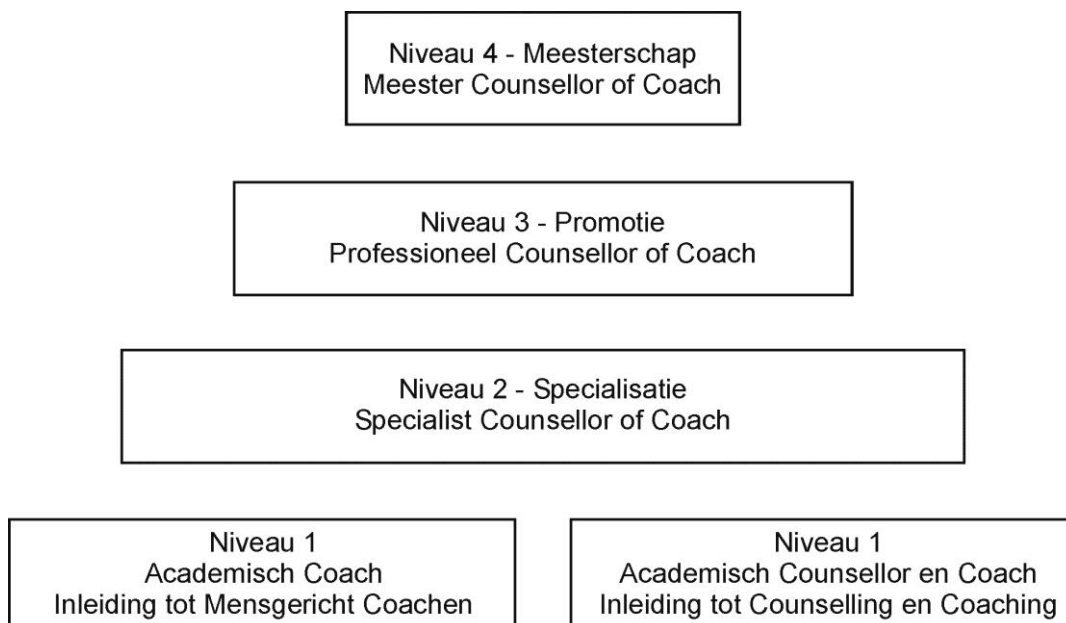 Niveau 4 - Meesterschap
Meester Counsellor of Coach
Niveau 3 - Promotie
Professioneel Counsellor of Coach
Niveau 2 - Specialisatie
Specialist Counsellor of Coach
Niveau 1
Academisch Coach
Inleiding tot Mensgericht Coachen
Niveau 1
Academisch Counsellor en Coach
Inleiding tot Counselling en Coaching